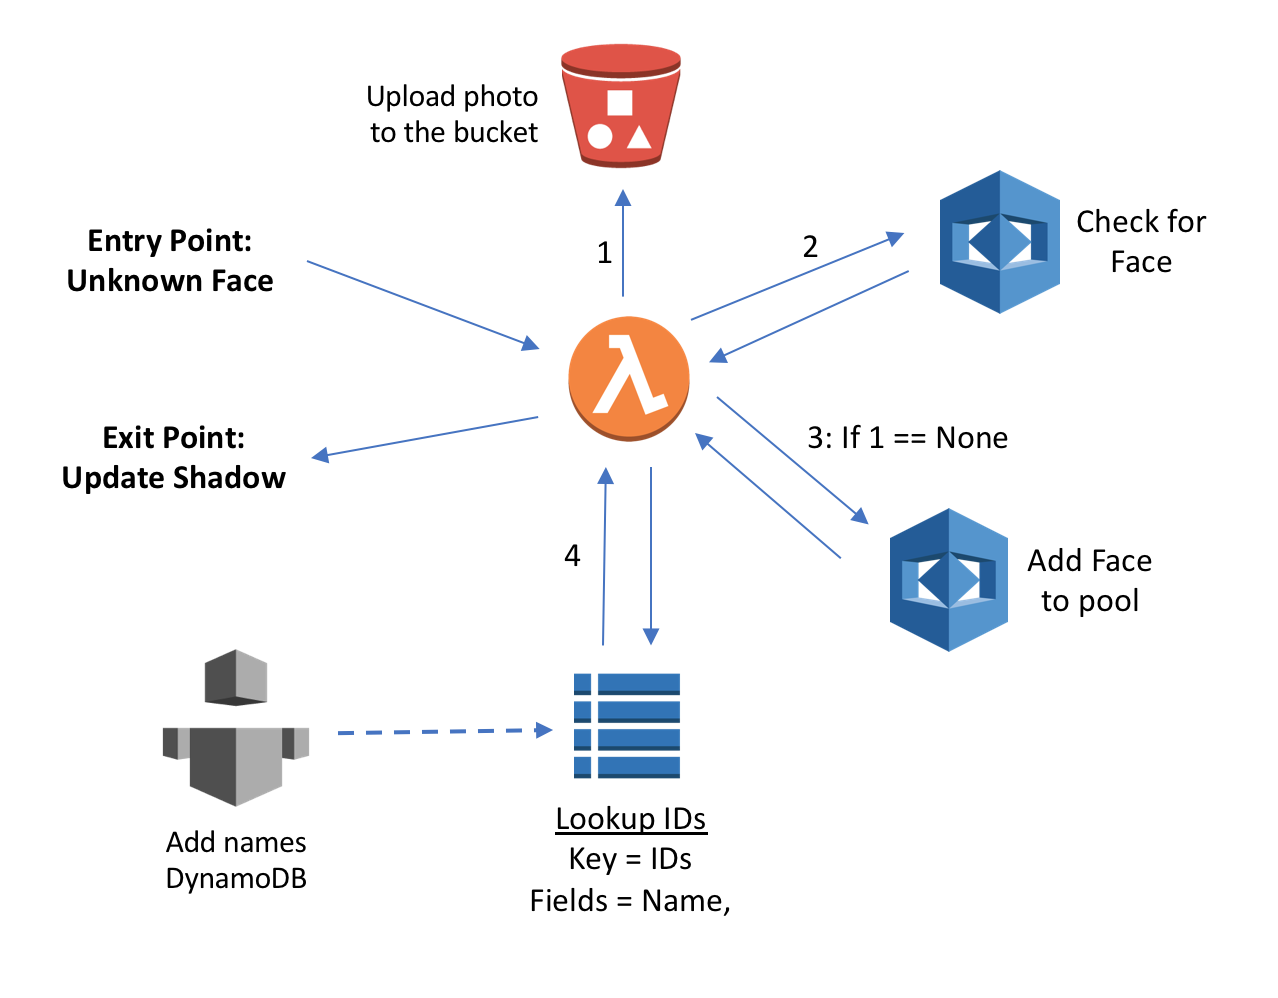 Upload photo
to the bucket
Check for
Face
Entry Point:
Unknown Face
1
2
λ
Exit Point:
Update Shadow
3: If 1 == None
4
Add Face
to pool
Add names
DynamoDB
Lookup IDs
Key = IDs
Fields = Name,